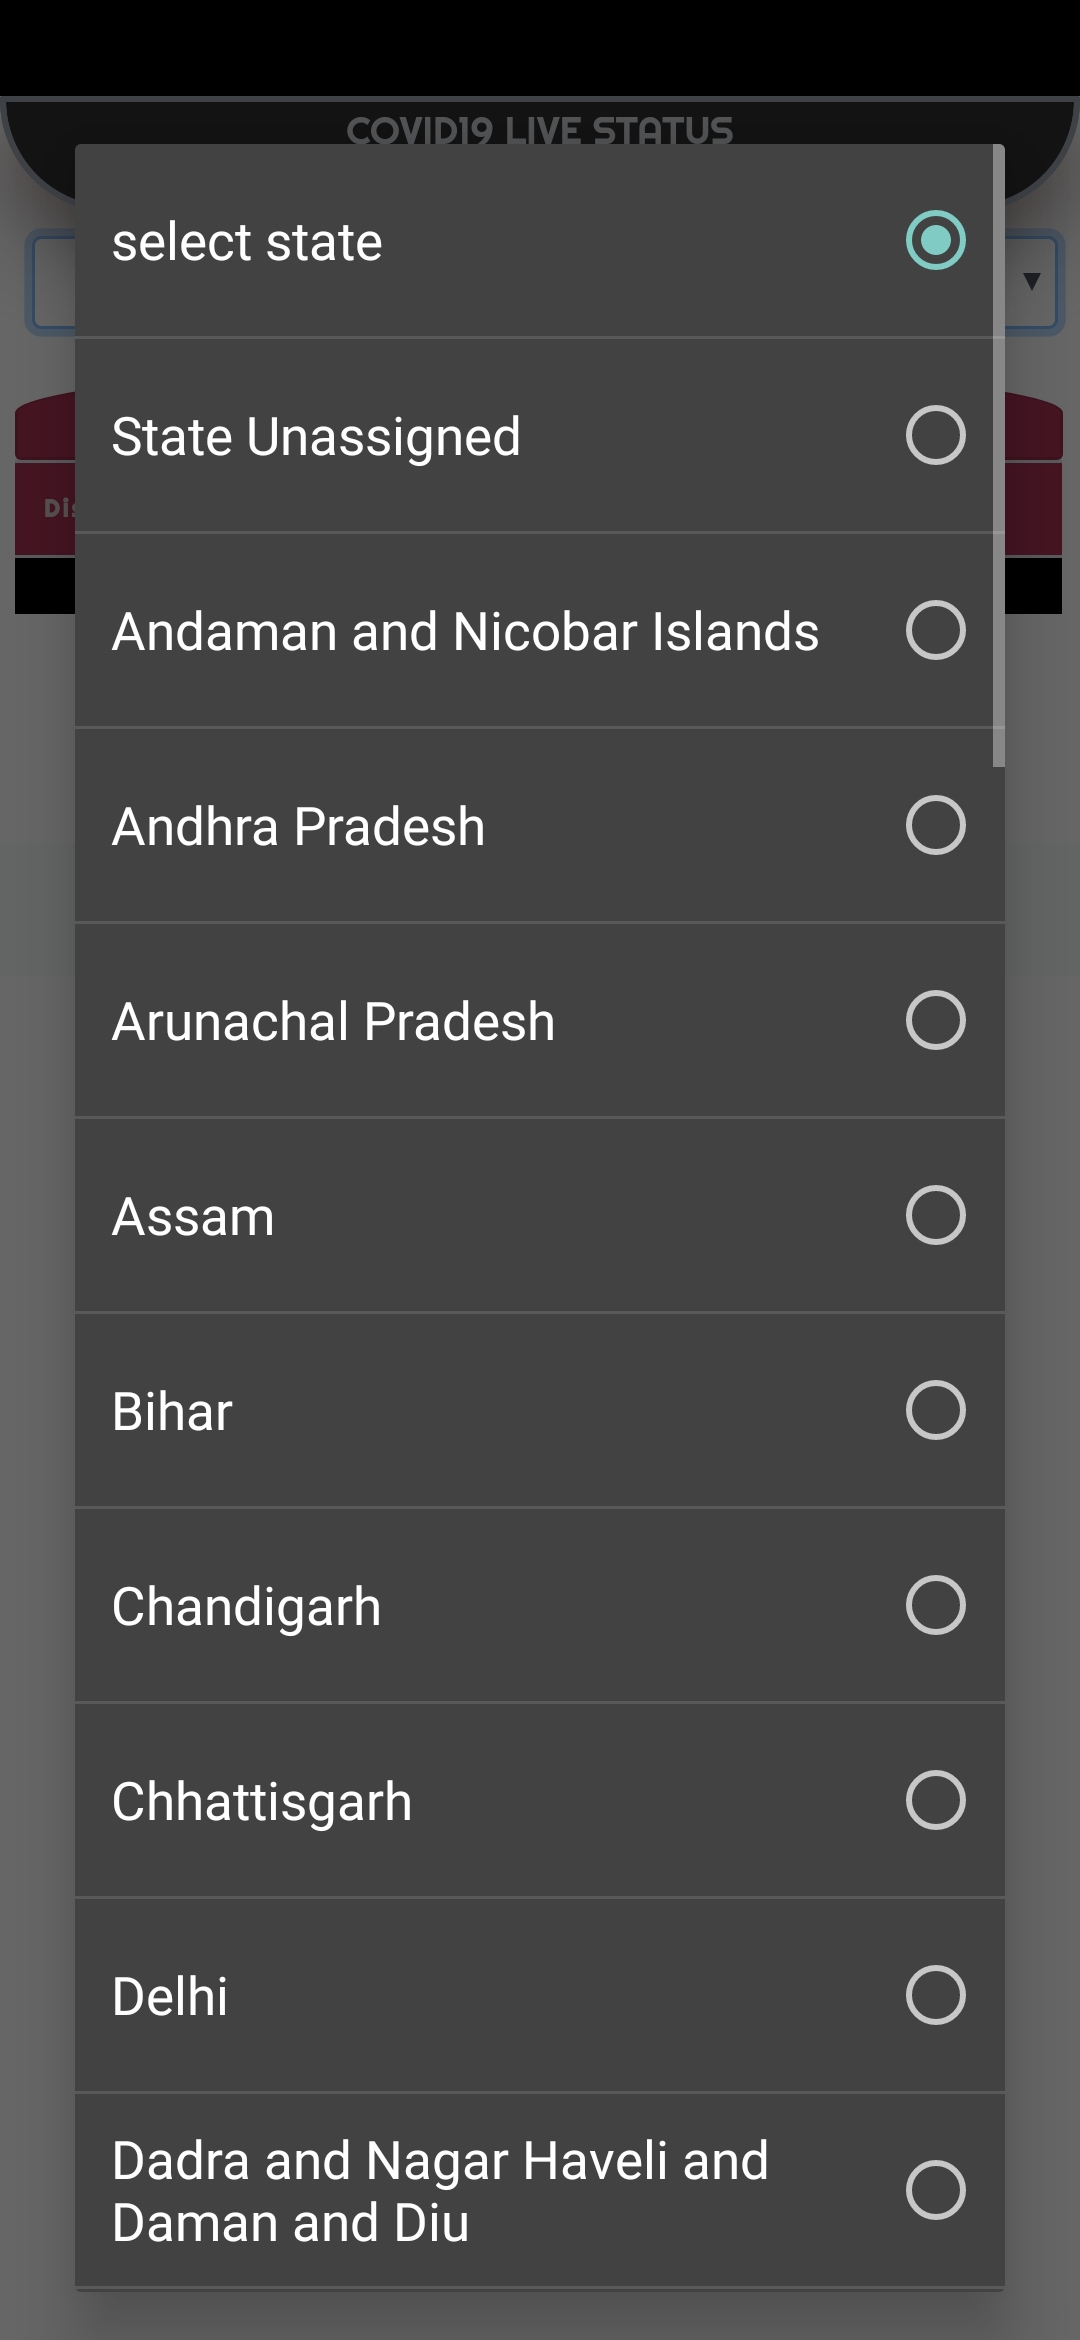 COVID19 LIVE STATUS
select state
State Unassigned
Andaman and Nicobar Islands
Andhra Pradesh
Arunachal Pradesh
Assam
Bihar
Chandigarh
Chhattisgarh
Delhi
Dadra and Nagar Haveli and
Daman and Diu